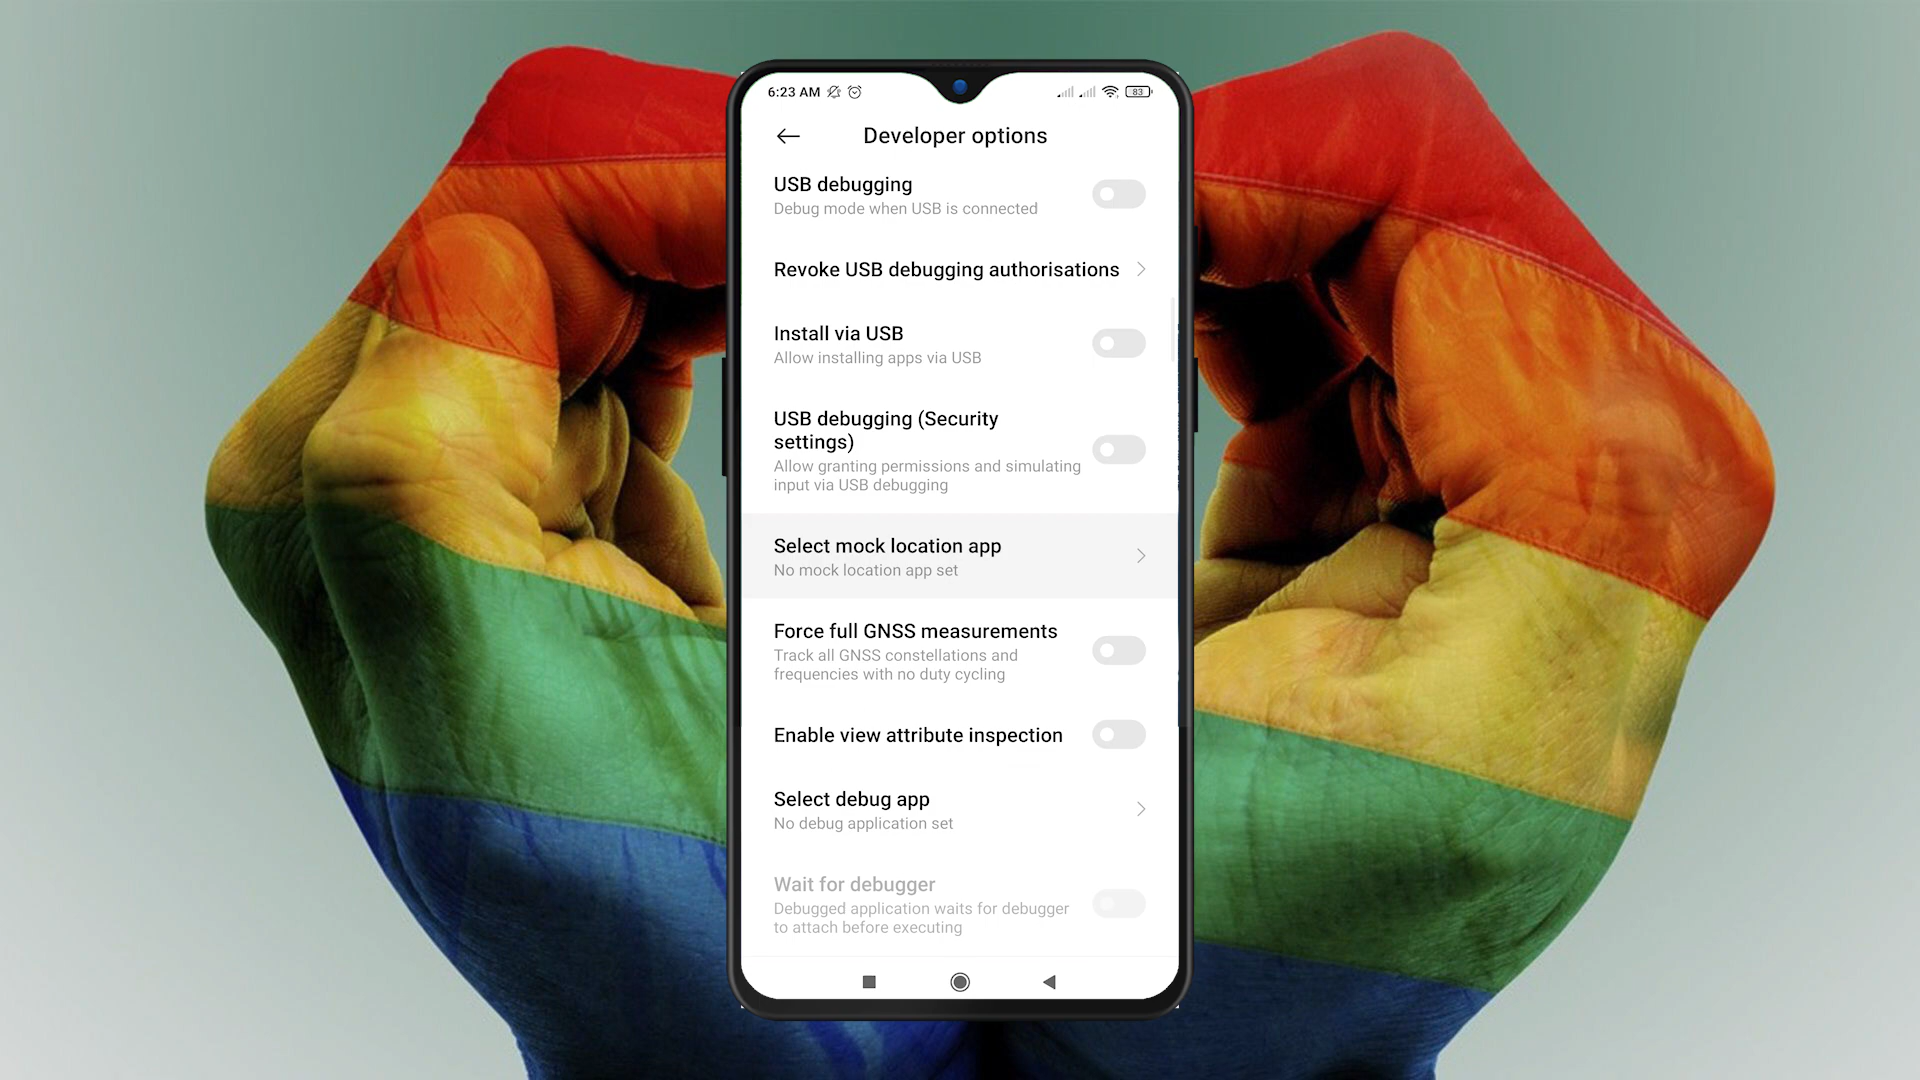 6:23 AM
83
Developer options
USB debugging
Debug mode when USB is connected
Revoke USB debugging authorisations
Install via USB
Allow installing apps via USB
USB debugging (Security
settings)
Allow granting permissions and simulating
input via USB debugging
Select mock location app
No mock location app set
Force full GNSS measurements
Track all GNSS constellations and
frequencies with no duty cycling
Enable view attribute inspection
Select debug app
No debug application set
Wait for debugger
Debugged application waits for debugger
to attach before executing